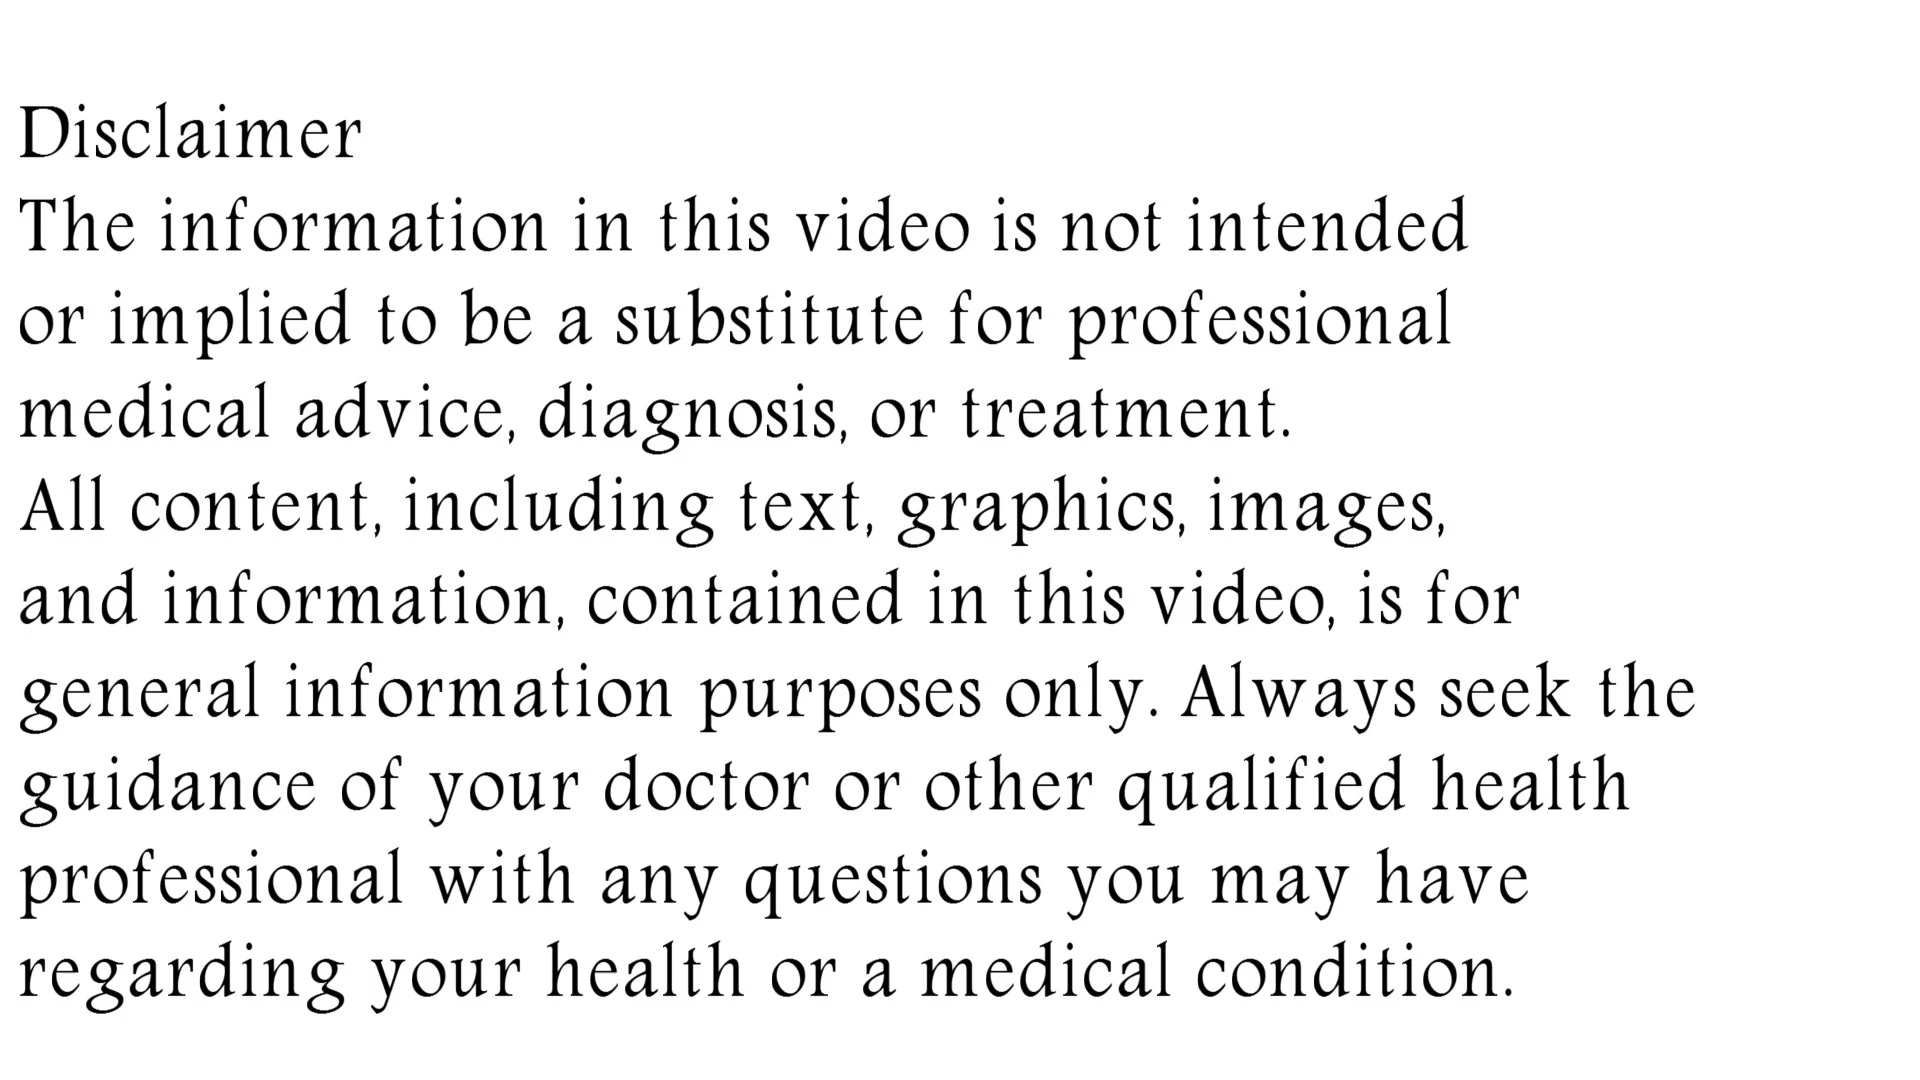 Disclaimer
The information in this video is not intended
or implied to be a substitute for professional
medical advice, diagnosis, or treatment.
All content, including text, graphics, images,
and information, contained in this video, is for
general information purposes only. Always seek the
guidance of your doctor or other qualified health
professional with any questions you may have
regarding your health or a medical condition.